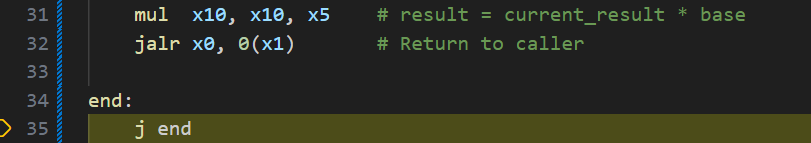 31 mul x10, x10, x5 # result = current_result * base
32 jalr x0, 0(x1) # Return to caller
33
34 end:
35 j end